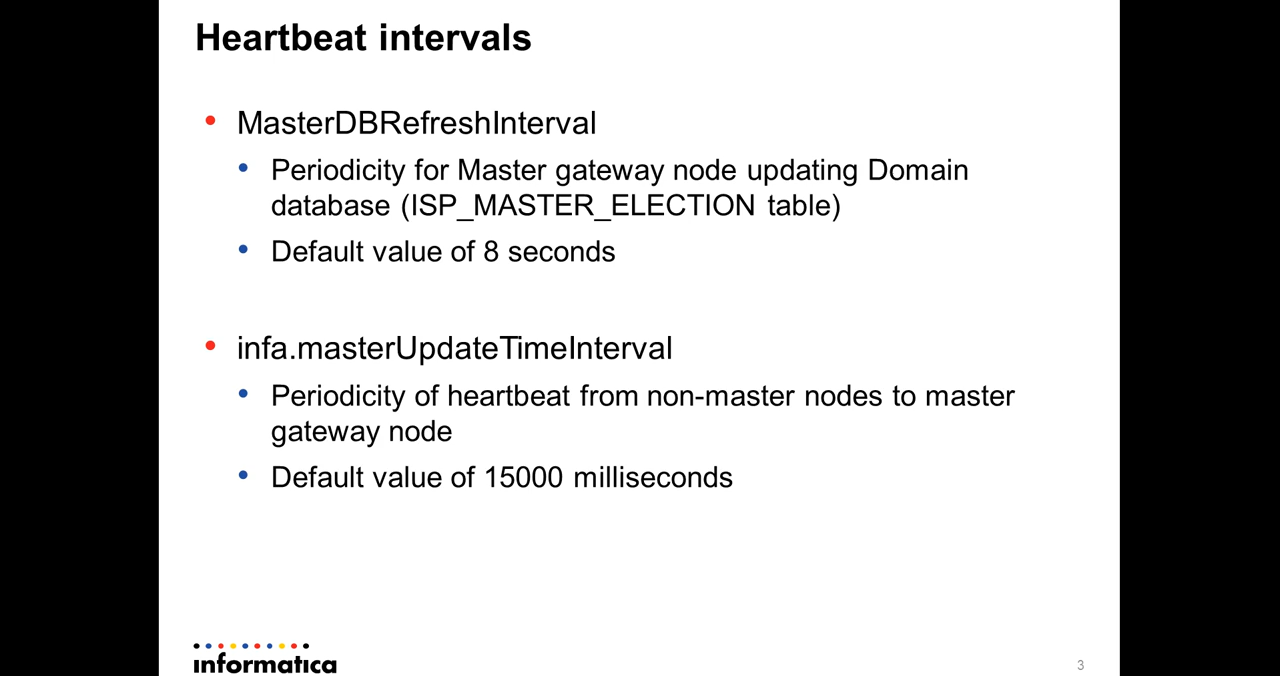 Heartbeat intervals
• MasterDBRefreshInterval
• Periodicity for Master gateway node updating Domain
database (ISP_MASTER_ELECTION table)
• Default value of 8 seconds
• infa.masterUpdateTimeInterval
• Periodicity of heartbeat from non-master nodes to master
gateway node
• Default value of 15000 milliseconds
informatica
3